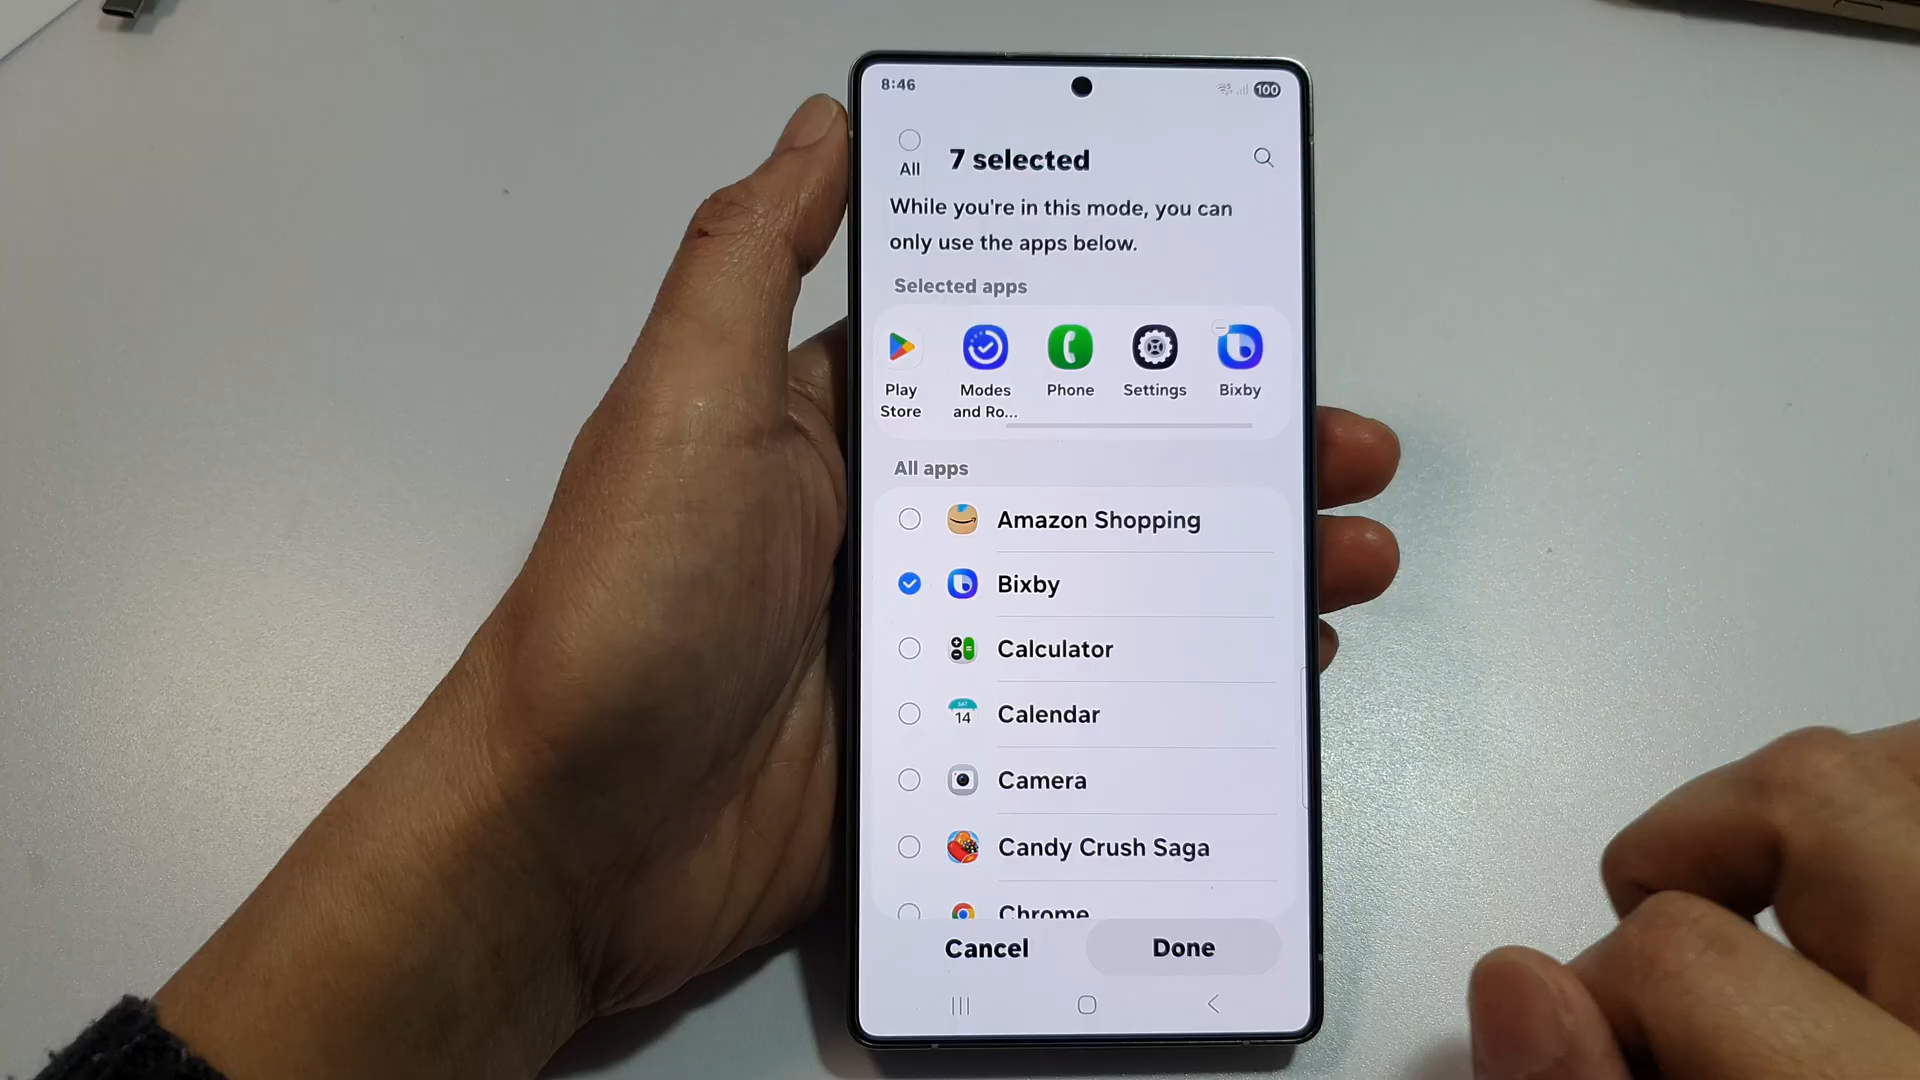 8:46
100
All
7 selected
While you're in this mode, you can
only use the apps below.
Selected apps
Play
Store
Modes
and Ro...
Phone
Settings
Bixby
All apps
Amazon Shopping
Bixby
Calculator
SAT
14
Calendar
Camera
Candy Crush Saga
Chrome
Cancel
Done